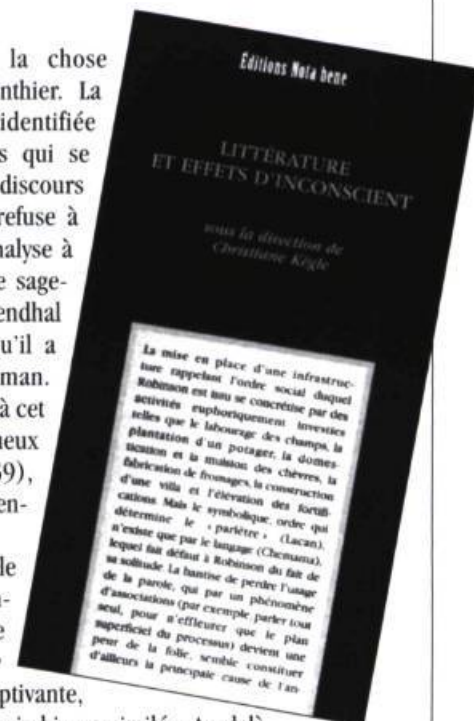 la chose
nthier. La
identifiée
s qui se
discours
refuse à
nalyse à
e sage-
endhal
u'il a
man.
à cet
ueux
69),
en-
le
n-
e
ptivante,
Editions Nota bene
LITTÉRATURE
ET EFFETS D'INCONSCIENT
sous la direction de
Christiane Kègle
La mise en place d'une infrastruc-
ture rappelant l'ordre social duquel
Robinson est issu se concrétise par des
activités euphoriquement investies
telles que le labourage des champs, la
plantation d'un potager, la domes-
tication et la mulsion des chèvres, la
fabrication de fromages, la construction
d'une villa et l'élévation des fortifi-
cations. Mais le symbolique, ordre qui
détermine le « parlêtre » (Lacan),
n'existe que par le langage (Chemama),
lequel fait défaut à Robinson du fait de
sa solitude. La hantise de perdre l'usage
de la parole, qui par un phénomène
d'associations (par exemple parler tout
seul, pour n'effleurer que le plan
superficiel du processus) devient une
peur de la folie, semble constituer
d'ailleurs la principale cause de l'an-